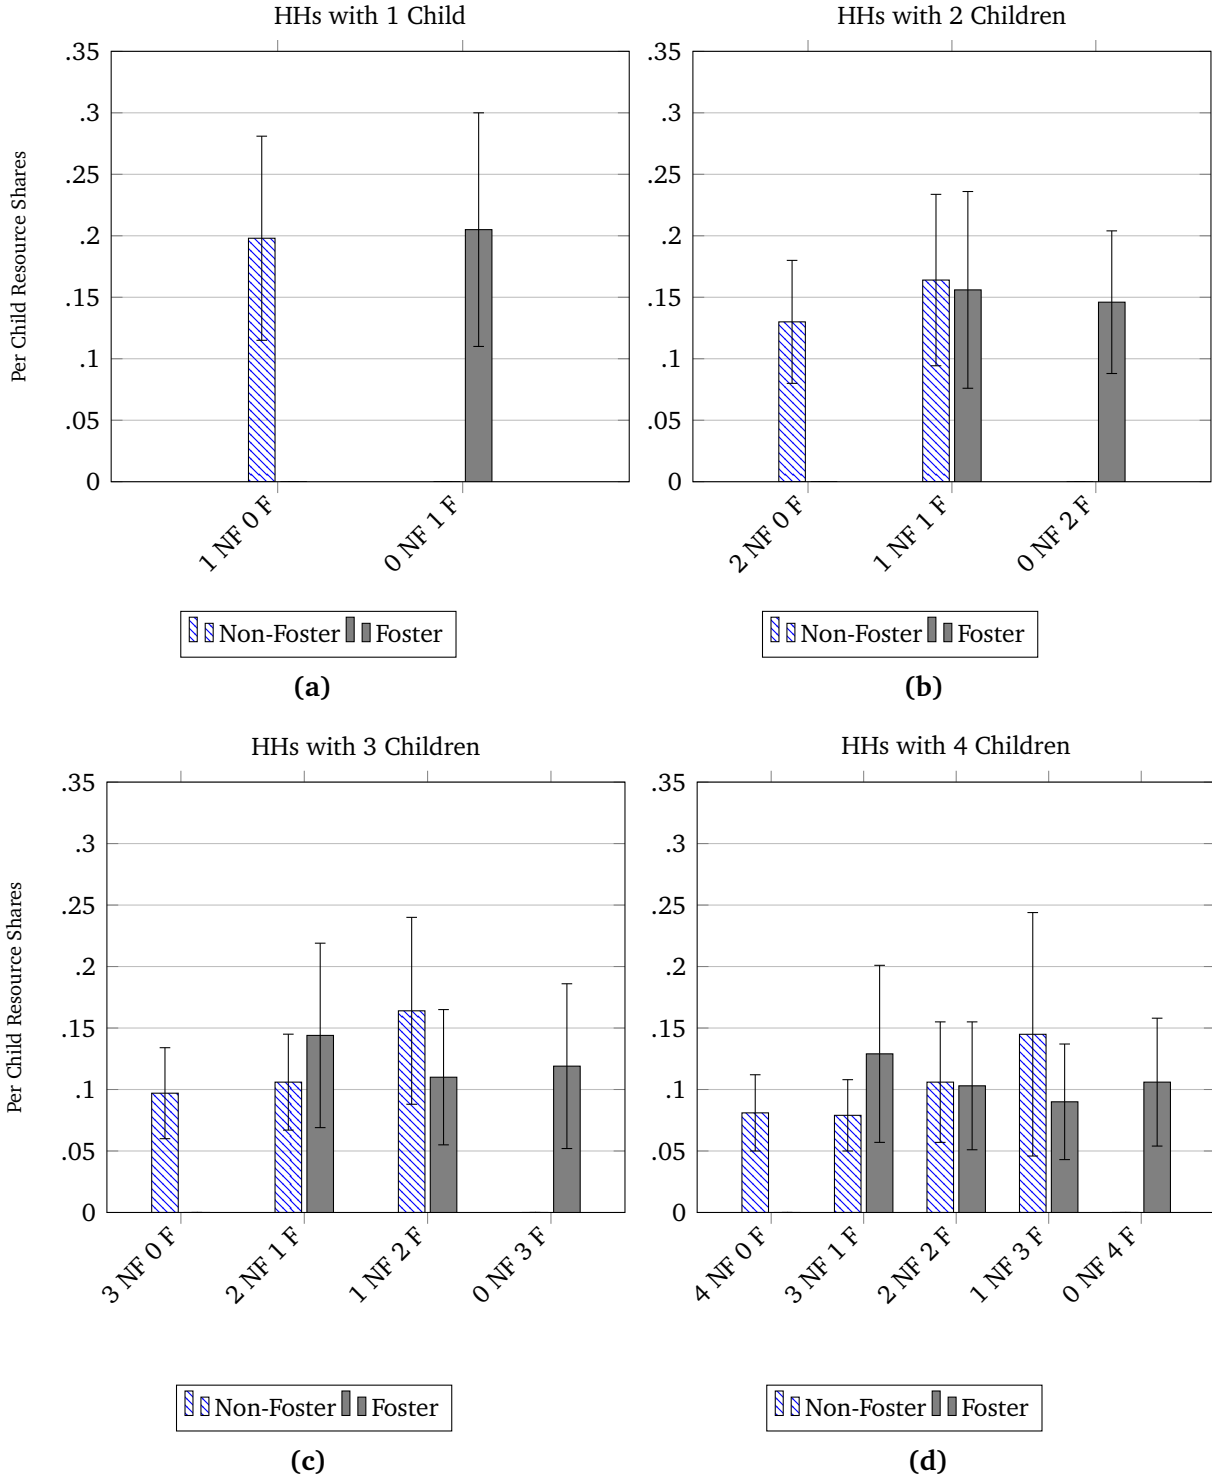 HHs with 1 Child
Per Child Resource Shares
.35
.3
.25
.2
.15
.1
.05
0
1 NF 0 F
0 NF 1 F
Non-Foster Foster
(a)
HHs with 2 Children
.35
.3
.25
.2
.15
.1
.05
0
2 NF 0 F
1 NF 1 F
0 NF 2 F
Non-Foster Foster
(b)
HHs with 3 Children
Per Child Resource Shares
.35
.3
.25
.2
.15
.1
.05
0
3 NF 0 F
2 NF 1 F
1 NF 2 F
0 NF 3 F
Non-Foster Foster
(c)
HHs with 4 Children
.35
.3
.25
.2
.15
.1
.05
0
4 NF 0 F
3 NF 1 F
2 NF 2 F
1 NF 3 F
0 NF 4 F
Non-Foster Foster
(d)